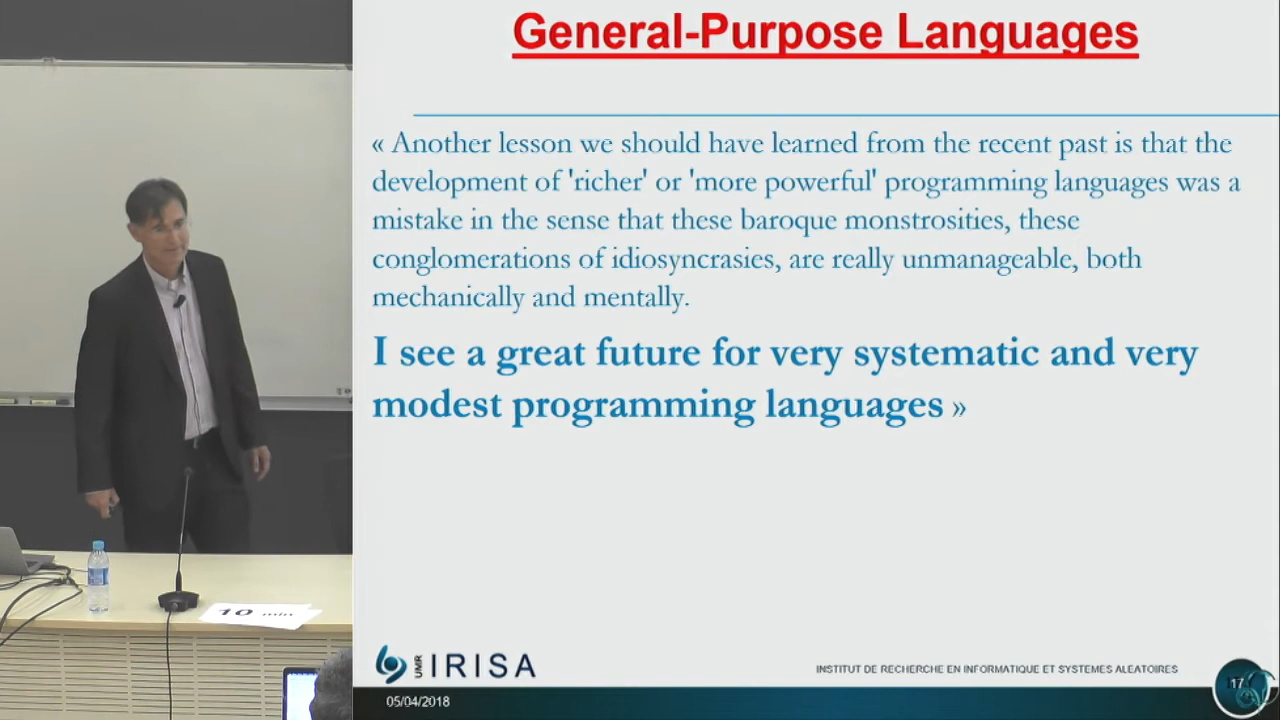 General-Purpose Languages
« Another lesson we should have learned from the recent past is that the
development of 'richer' or 'more powerful' programming languages was a
mistake in the sense that these baroque monstrosities, these
conglomerations of idiosyncrasies, are really unmanageable, both
mechanically and mentally.
I see a great future for very systematic and very
modest programming languages »
10 min
UMR IRISA
INSTITUT DE RECHERCHE EN INFORMATIQUE ET SYSTEMES ALEATOIRES
05/04/2018
17